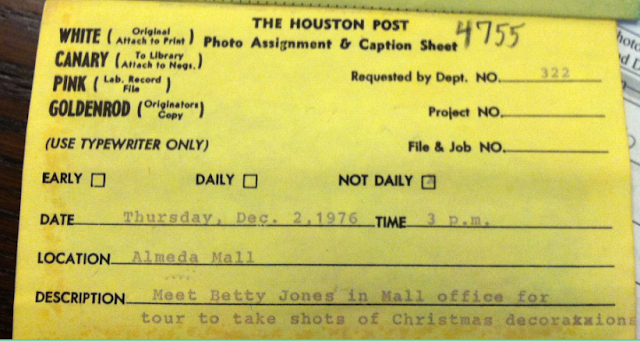 THE HOUSTON POST
4755
WHITE ( Original Attach to Print ) Photo Assignment & Caption Sheet
CANARY ( To Library Attach to Negs. )
Requested by Dept. NO. 322
PINK ( Lab. Record File )
GOLDENROD ( Originators Copy )
Project NO.
(USE TYPEWRITER ONLY)
File & Job NO.
EARLY □ DAILY □ NOT DAILY □
DATE Thursday, Dec. 2,1976 TIME 3 p.m.
LOCATION Almeda Mall
DESCRIPTION Meet Betty Jones in Mall office for
tour to take shots of Christmas decoraxxions